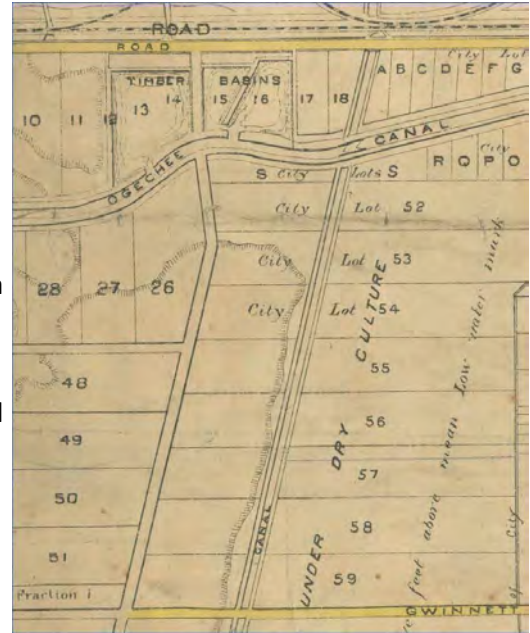 ROAD
ROAD
City Lot
TIMBER BASINS
A B C D E F G
10 11 12 13 14 15 16 17 18
OGECHEE CANAL
City
R Q P O
S City Lots S
City Lot 52
City Lot 53
28 27 26
City Lot 54
UNDER DRY CULTURE
feet above mean Low-water mark
48
55
49
56
57
50
CANAL
58
City
51
59
Fraction 1
GWINNETT